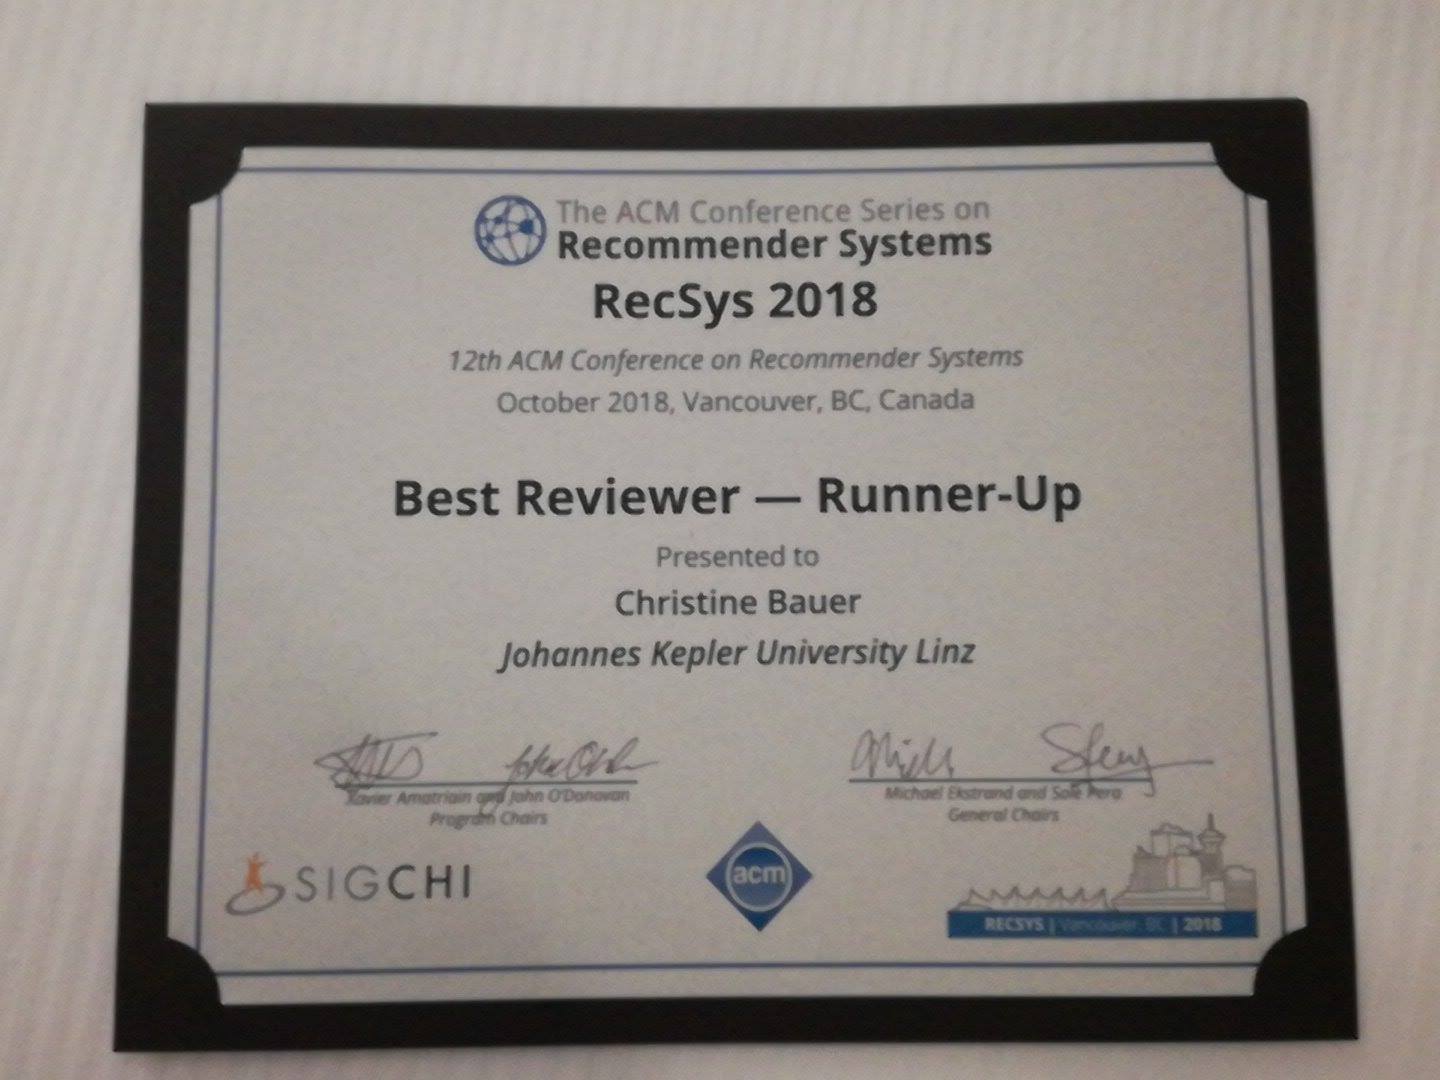 The ACM Conference Series on
Recommender Systems
RecSys 2018
12th ACM Conference on Recommender Systems
October 2018, Vancouver, BC, Canada
Best Reviewer — Runner-Up
Presented to
Christine Bauer
Johannes Kepler University Linz
Xavier Amatriain and John O'Donovan
Program Chairs
Michael Ekstrand and Sole Pera
General Chairs
SIGCHI
acm
RECSYS | Vancouver, BC | 2018